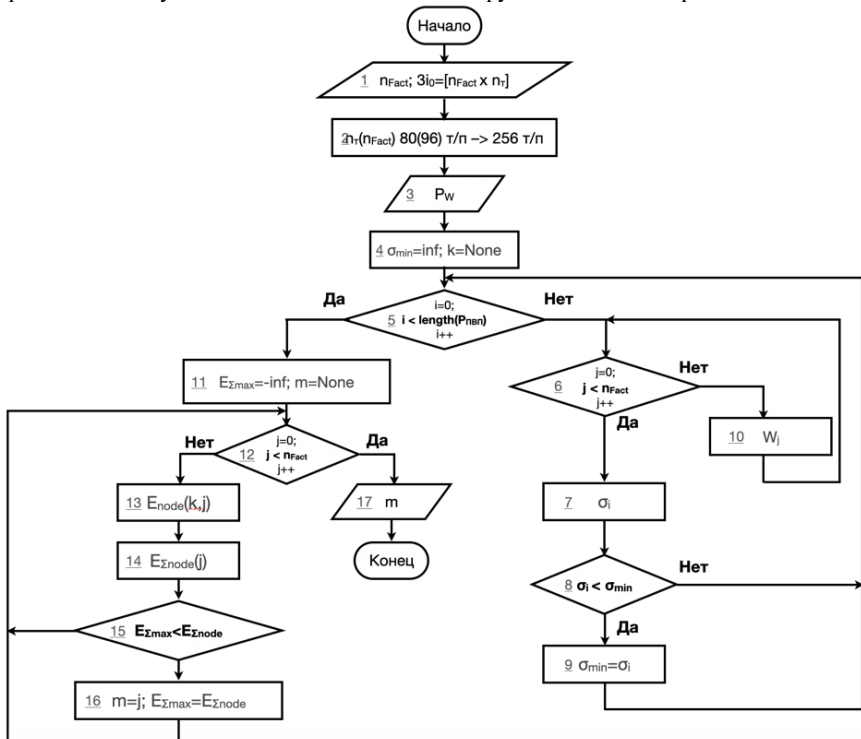 Начало
1 nFact; 3i₀=[nFact x nт]
2 nт(nFact) 80(96) т/п –> 256 т/п
3 Pw
4 σmin=inf; k=None
Да
i=0;
Нет
5 i < length(PПВП)
i++
11 EΣmax=-inf; m=None
j=0;
6 j < nFact
j++
Нет
Да
10 Wj
Нет
j=0;
Да
12 j < nFact
j++
13 Enode(k,j)
17 m
7 σi
14 EΣnode(j)
Конец
8 σi < σmin
Нет
Да
15 EΣmax<EΣnode
9 σmin=σi
16 m=j; EΣmax=EΣnode